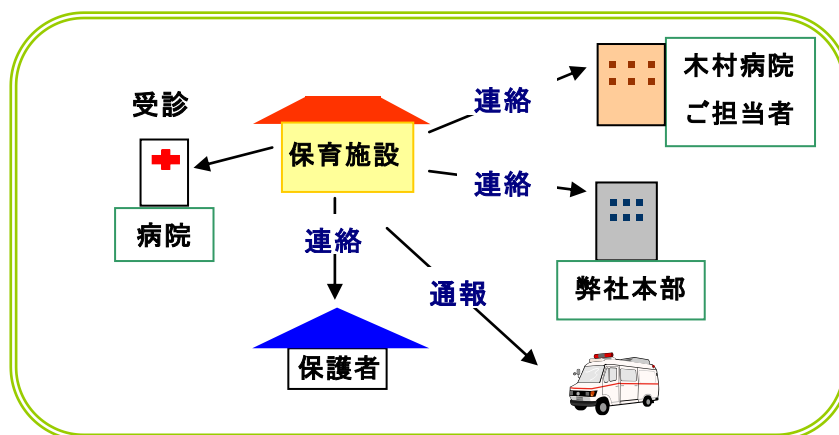 受診
病院
保育施設
連絡
木村病院
ご担当者
連絡
弊社本部
連絡
保護者
通報